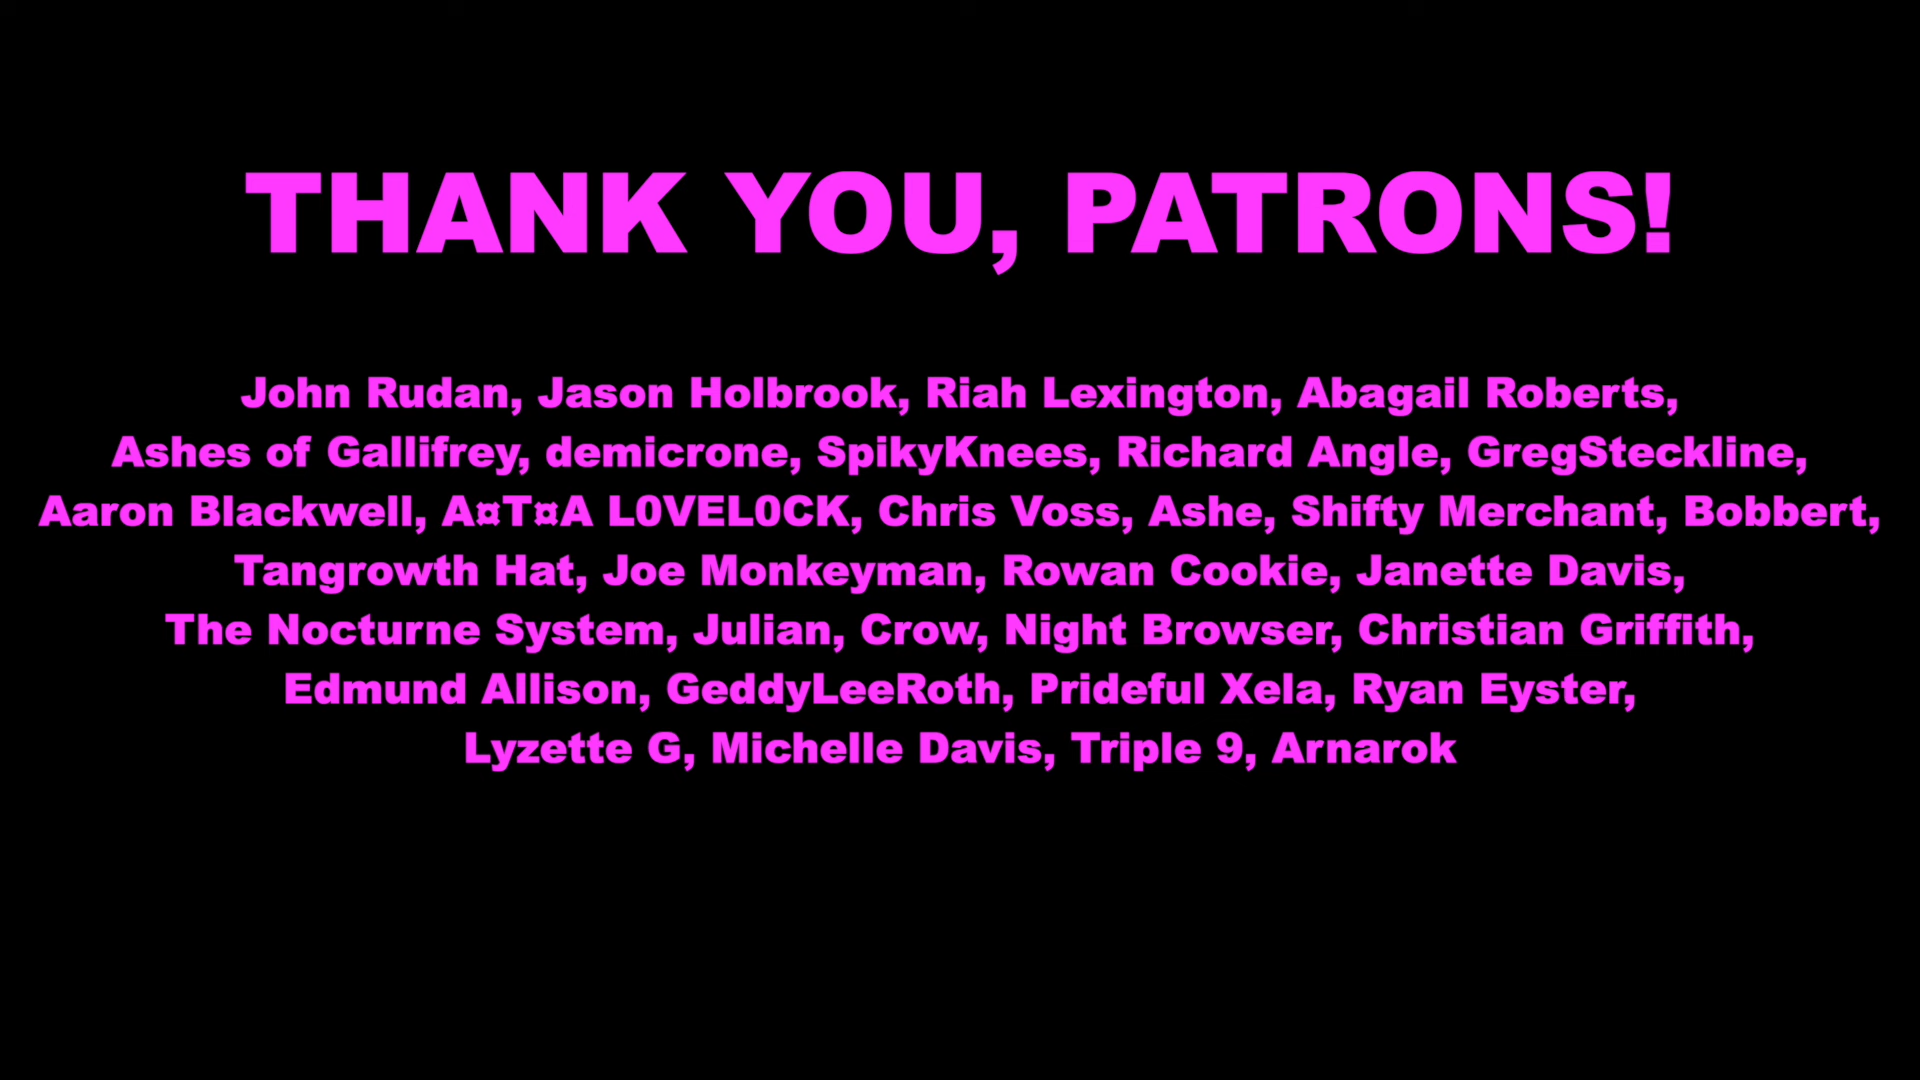 THANK YOU, PATRONS!
John Rudan, Jason Holbrook, Riah Lexington, Abagail Roberts,
Ashes of Gallifrey, demicrone, SpikyKnees, Richard Angle, GregSteckline,
Aaron Blackwell, A¤T¤A L0VEL0CK, Chris Voss, Ashe, Shifty Merchant, Bobbert,
Tangrowth Hat, Joe Monkeyman, Rowan Cookie, Janette Davis,
The Nocturne System, Julian, Crow, Night Browser, Christian Griffith,
Edmund Allison, GeddyLeeRoth, Prideful Xela, Ryan Eyster,
Lyzette G, Michelle Davis, Triple 9, Arnarok